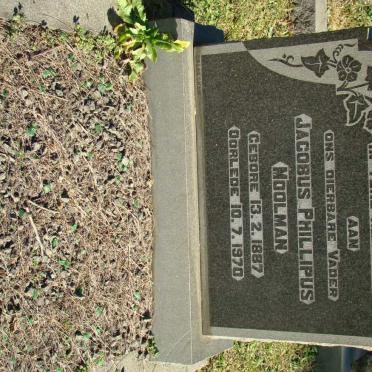 AAN
ONS DIERBARE VADER
JACOBUS PHILLIPUS
MOOLMAN
GEBORE 13.2.1887
OORLEDE 10.7.1970